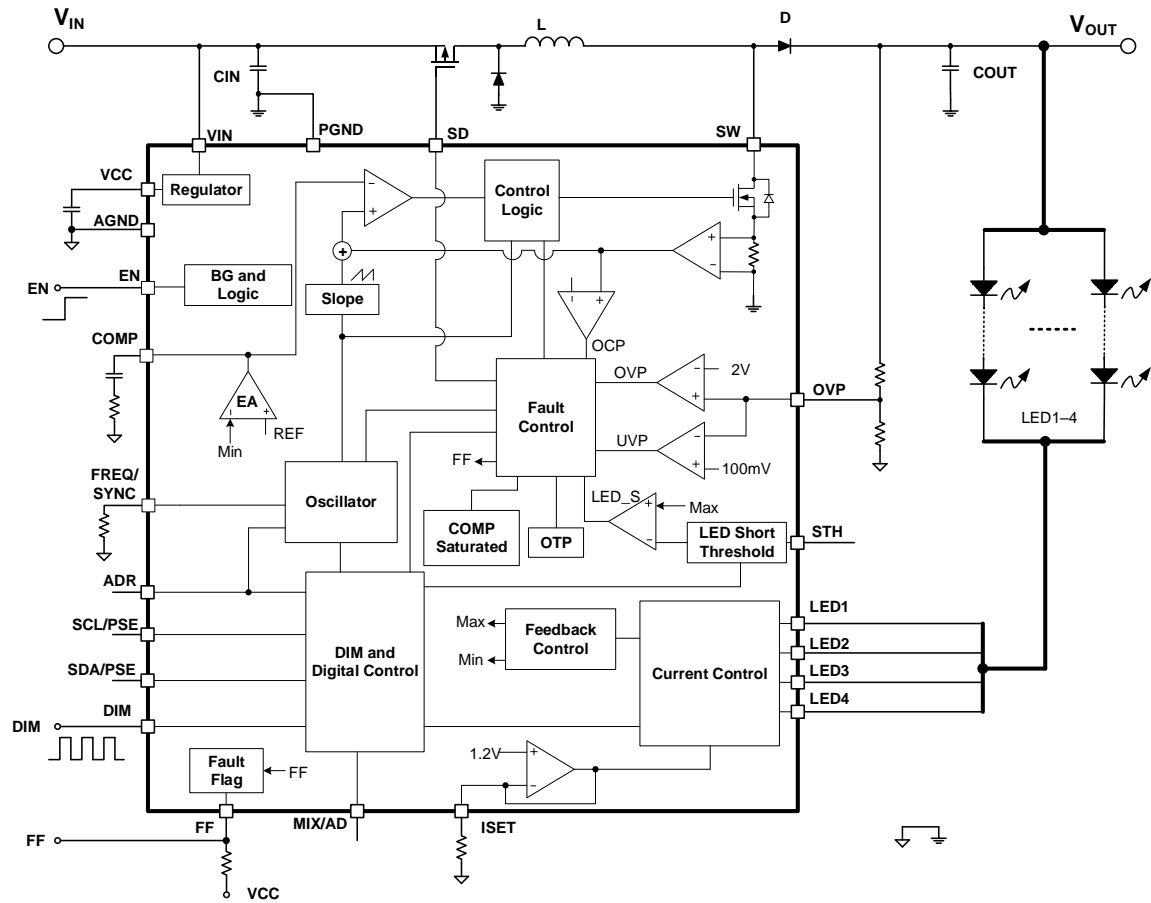 VIN
L
D
VOUT
CIN
COUT
VIN
PGND
SD
SW
VCC
Regulator
Control
Logic
−
+
AGND
+
+
−
EN
EN
BG and
Logic
Slope
−
+
COMP
OCP
EA
−
+
REF
Min
Fault
Control
OVP
−
+
2V
OVP
UVP
−
+
100mV
FF
LED1–4
FREQ/
SYNC
Oscillator
COMP
Saturated
OTP
LED_S
+
−
Max
LED Short
Threshold
STH
ADR
SCL/PSE
SDA/PSE
DIM
DIM
DIM and
Digital Control
Max
Min
Feedback
Control
Current Control
LED1
LED2
LED3
LED4
Fault
Flag
FF
1.2V
+
−
FF
MIX/AD
ISET
FF
VCC